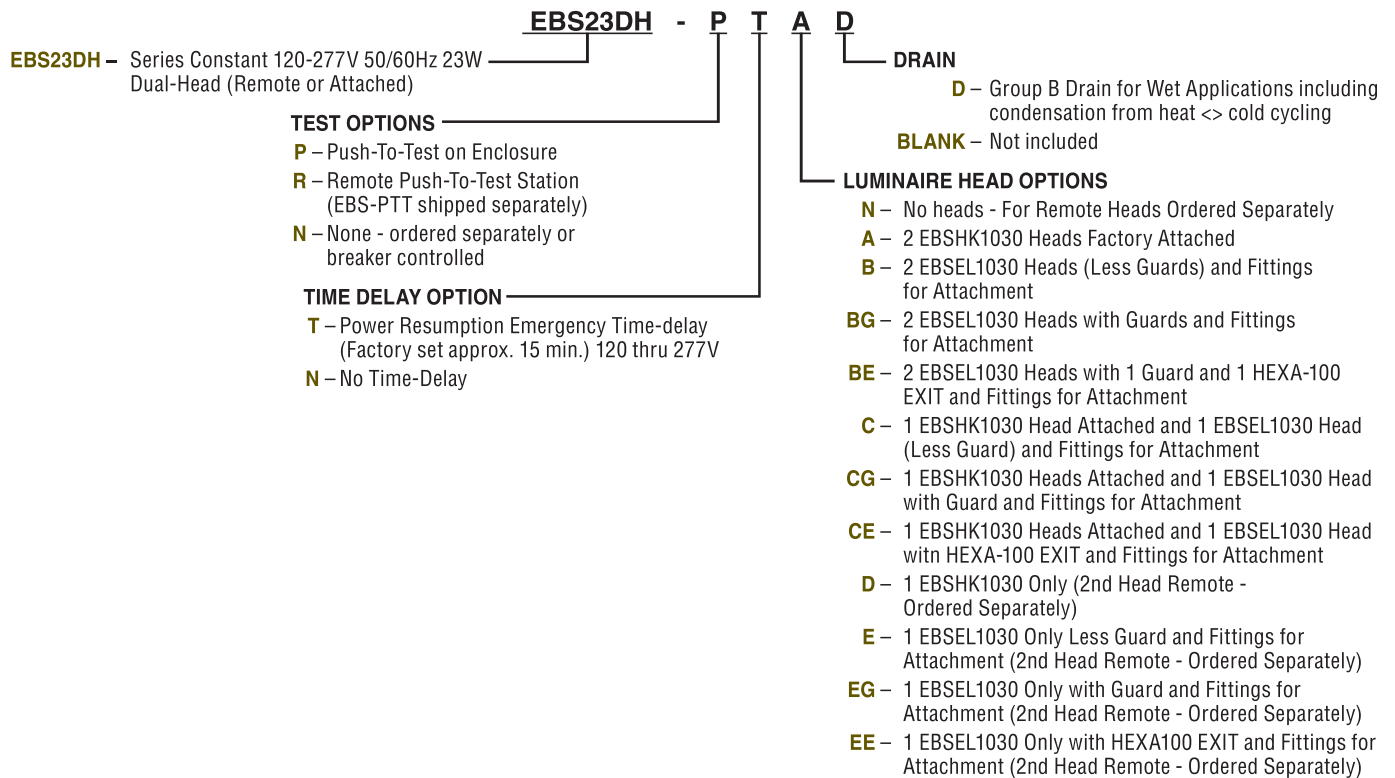 EBS23DH - P T A D
EBS23DH – Series Constant 120-277V 50/60Hz 23W
Dual-Head (Remote or Attached)
TEST OPTIONS
P – Push-To-Test on Enclosure
R – Remote Push-To-Test Station
(EBS-PTT shipped separately)
N – None - ordered separately or
breaker controlled
TIME DELAY OPTION
T – Power Resumption Emergency Time-delay
(Factory set approx. 15 min.) 120 thru 277V
N – No Time-Delay
DRAIN
D – Group B Drain for Wet Applications including
condensation from heat <> cold cycling
BLANK – Not included
LUMINAIRE HEAD OPTIONS
N – No heads - For Remote Heads Ordered Separately
A – 2 EBSHK1030 Heads Factory Attached
B – 2 EBSEL1030 Heads (Less Guards) and Fittings
for Attachment
BG – 2 EBSEL1030 Heads with Guards and Fittings
for Attachment
BE – 2 EBSEL1030 Heads with 1 Guard and 1 HEXA-100
EXIT and Fittings for Attachment
C – 1 EBSHK1030 Head Attached and 1 EBSEL1030 Head
(Less Guard) and Fittings for Attachment
CG – 1 EBSHK1030 Heads Attached and 1 EBSEL1030 Head
with Guard and Fittings for Attachment
CE – 1 EBSHK1030 Heads Attached and 1 EBSEL1030 Head
witn HEXA-100 EXIT and Fittings for Attachment
D – 1 EBSHK1030 Only (2nd Head Remote -
Ordered Separately)
E – 1 EBSEL1030 Only Less Guard and Fittings for
Attachment (2nd Head Remote - Ordered Separately)
EG – 1 EBSEL1030 Only with Guard and Fittings for
Attachment (2nd Head Remote - Ordered Separately)
EE – 1 EBSEL1030 Only with HEXA100 EXIT and Fittings for
Attachment (2nd Head Remote - Ordered Separately)